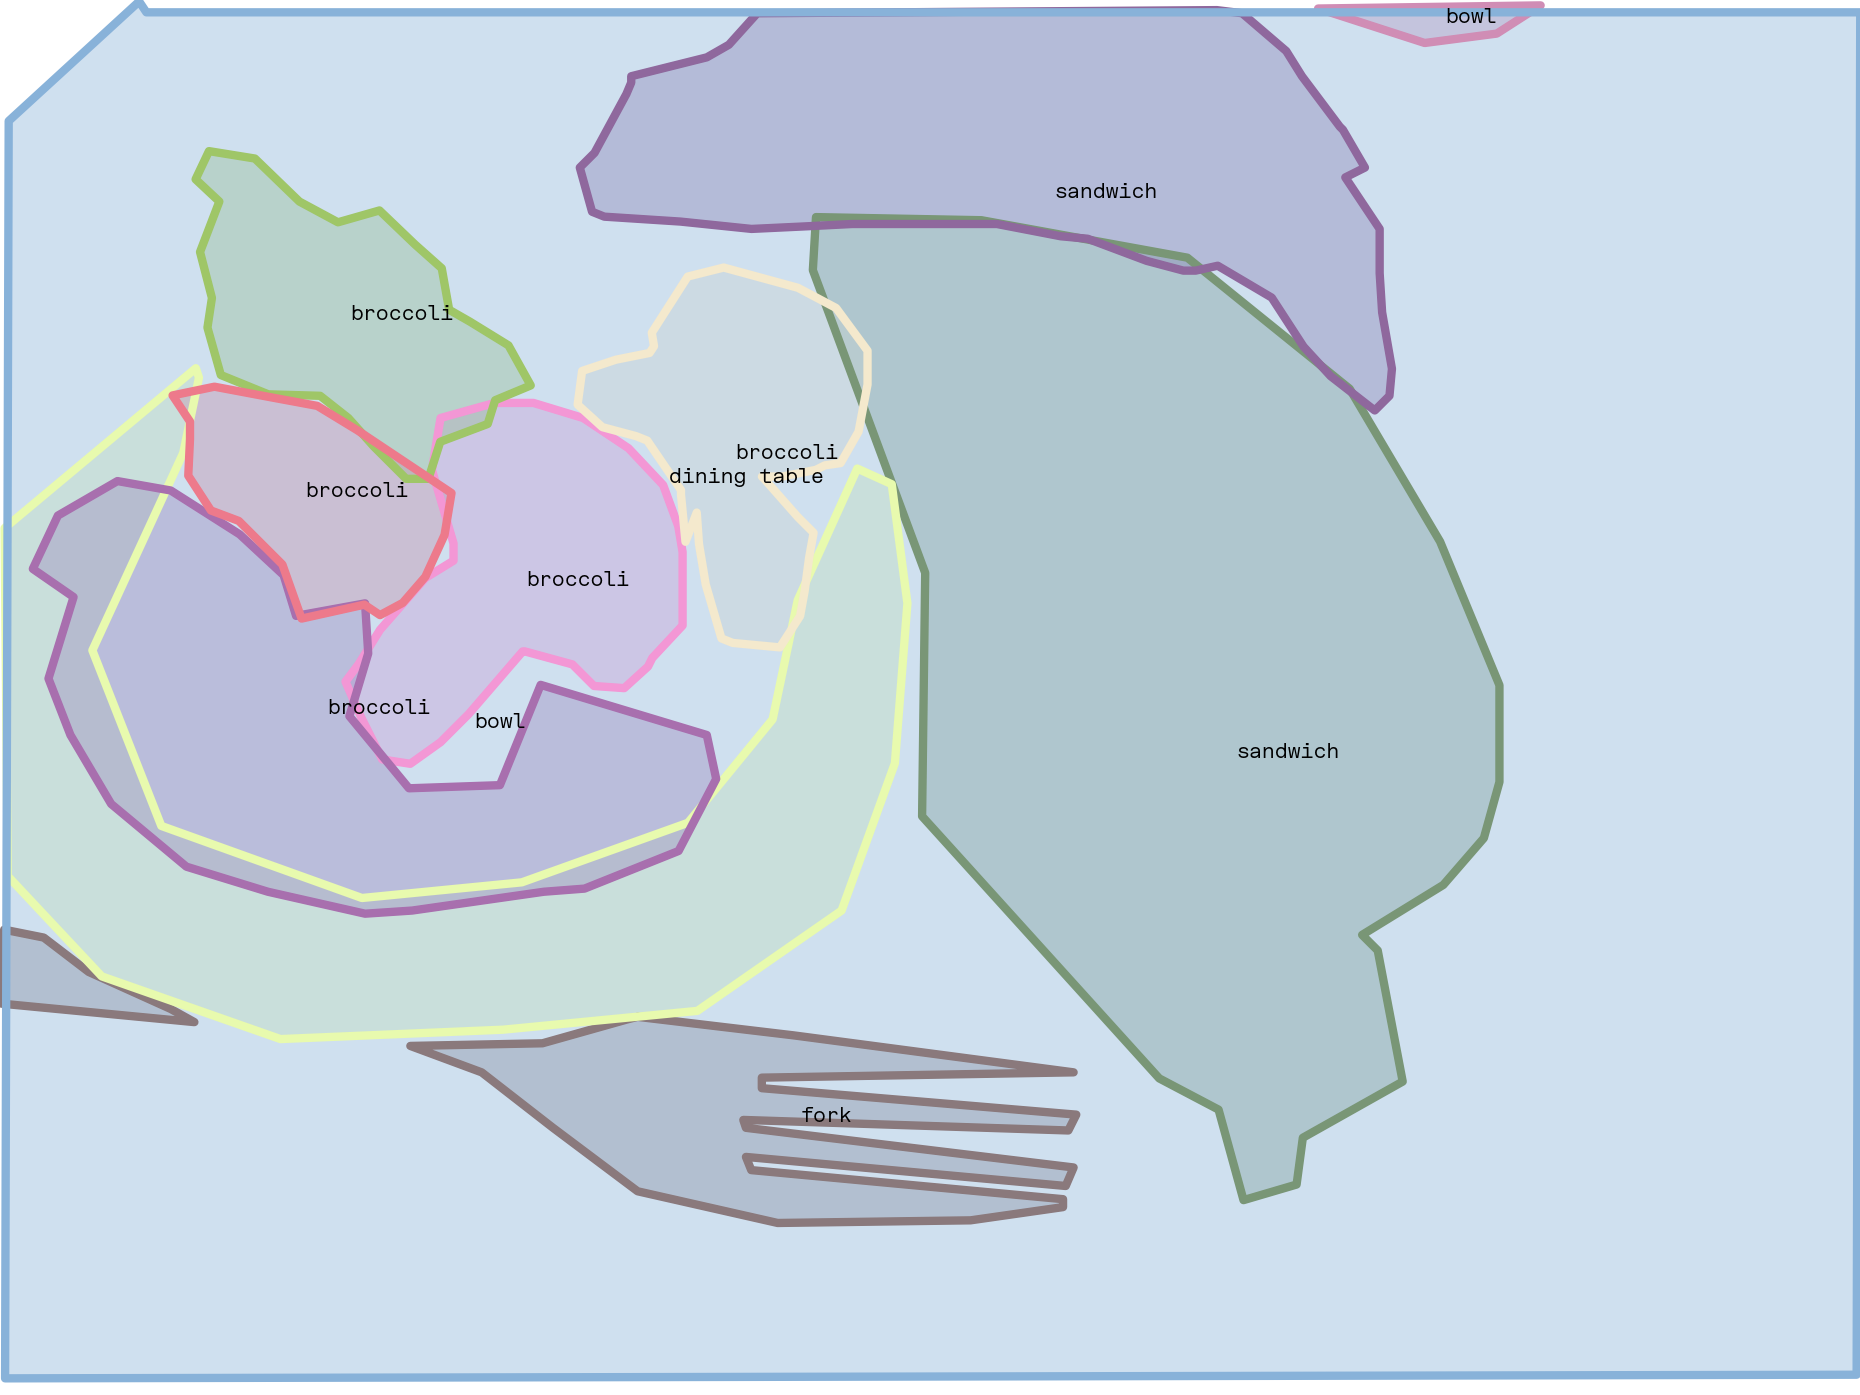 bowl
sandwich
broccoli
broccoli
dining table
broccoli
broccoli
broccoli
bowl
sandwich
fork